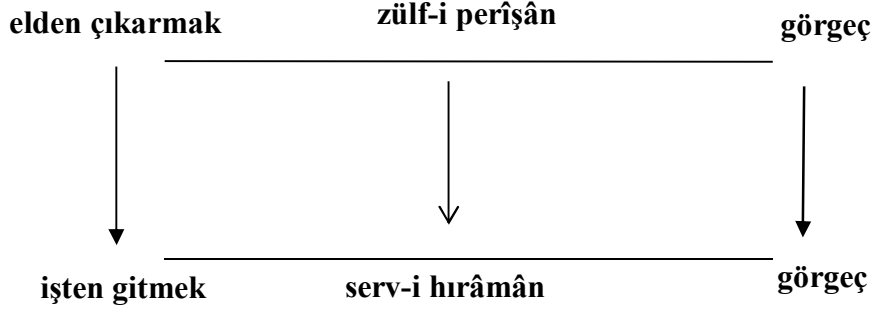 elden çıkarmak zülf-i perîşân görgeç
işten gitmek serv-i hırâmân görgeç